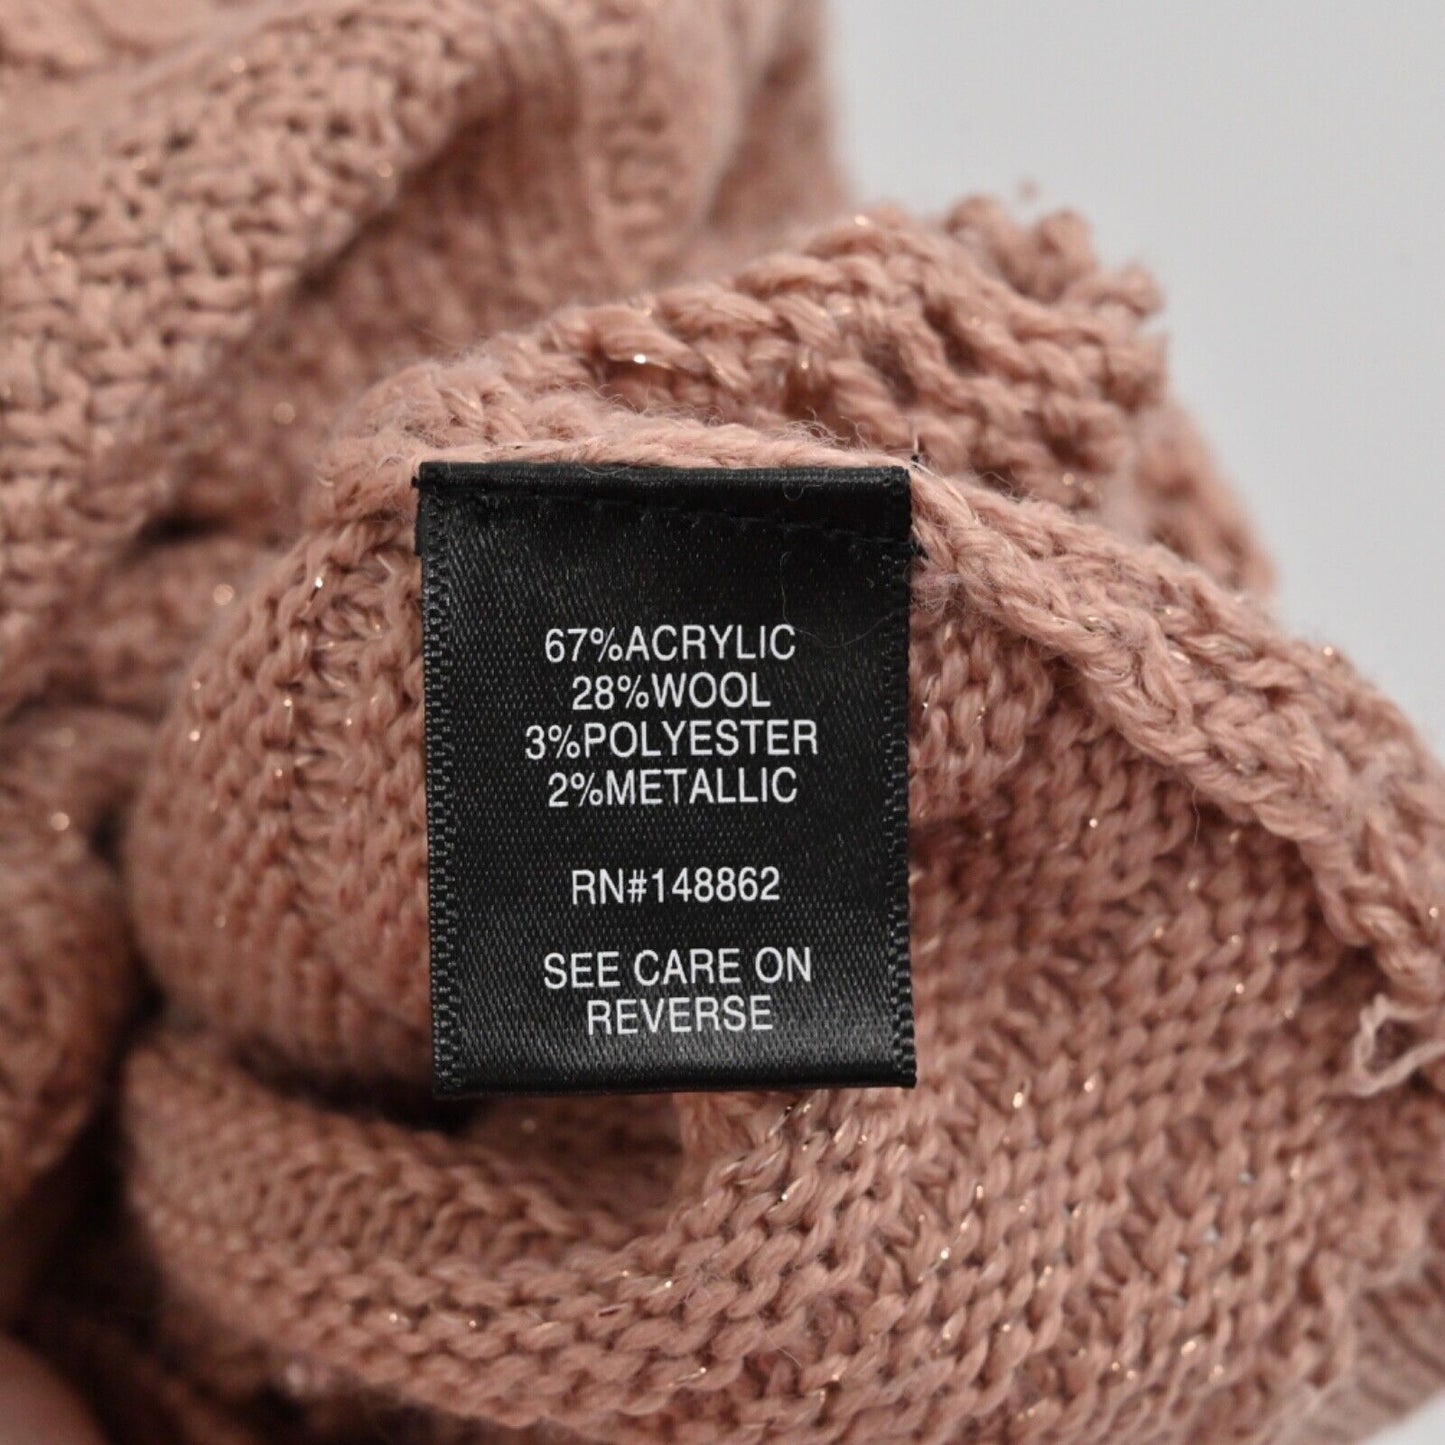 67%ACRYLIC
28%WOOL
3%POLYESTER
2%METALLIC
RN#148862
SEE CARE ON
REVERSE